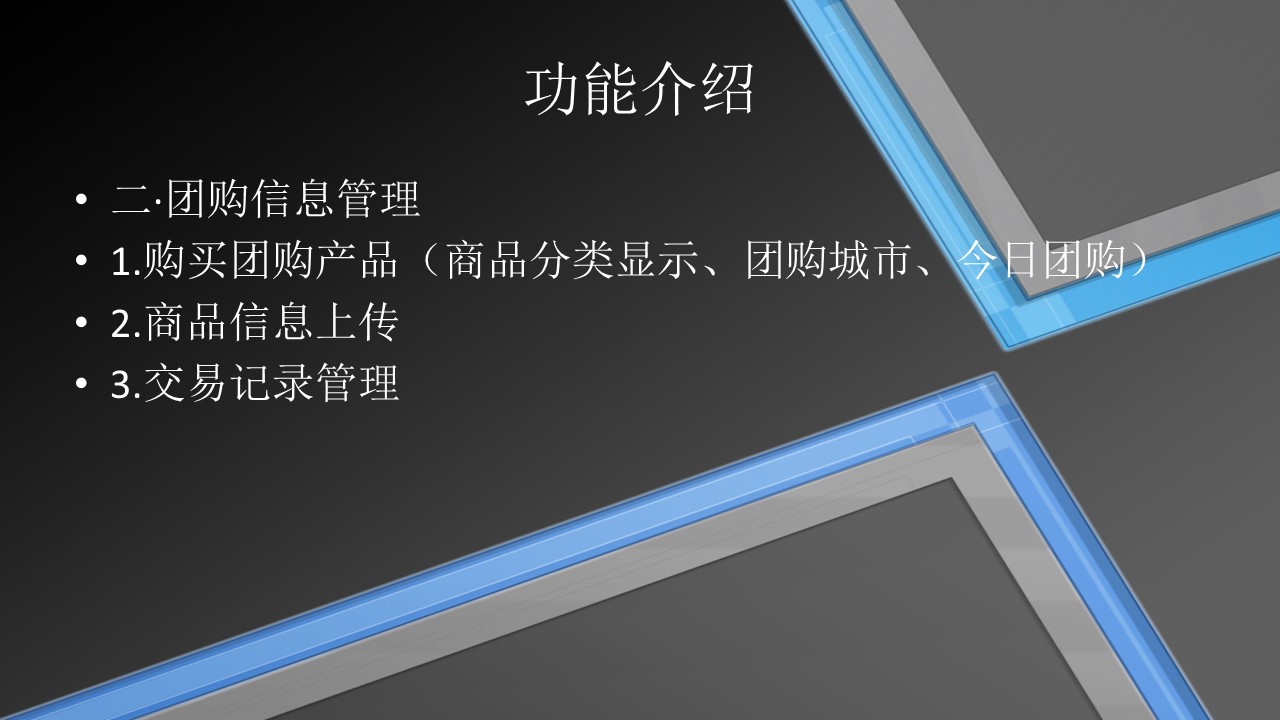 功能介绍
• 二·团购信息管理
• 1.购买团购产品（商品分类显示、团购城市、今日团购）
• 2.商品信息上传
• 3.交易记录管理